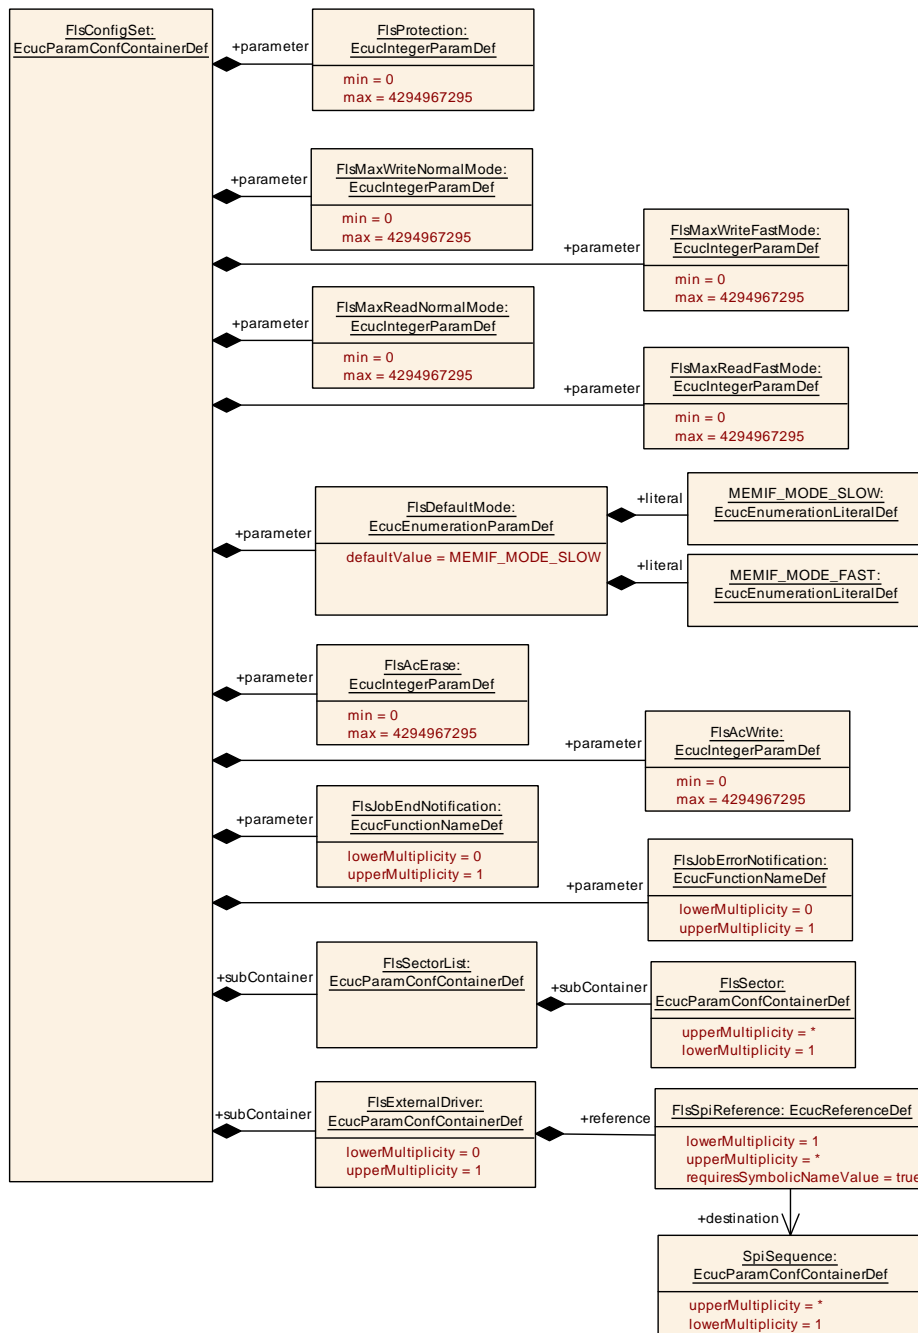 FlsConfigSet:
EcucParamConfContainerDef
+parameter
FlsProtection:
EcucIntegerParamDef
min = 0
max = 4294967295
+parameter
FlsMaxWriteNormalMode:
EcucIntegerParamDef
min = 0
max = 4294967295
+parameter
FlsMaxWriteFastMode:
EcucIntegerParamDef
min = 0
max = 4294967295
+parameter
FlsMaxReadNormalMode:
EcucIntegerParamDef
min = 0
max = 4294967295
+parameter
FlsMaxReadFastMode:
EcucIntegerParamDef
min = 0
max = 4294967295
+parameter
FlsDefaultMode:
EcucEnumerationParamDef
defaultValue = MEMIF_MODE_SLOW
+literal
MEMIF_MODE_SLOW:
EcucEnumerationLiteralDef
+literal
MEMIF_MODE_FAST:
EcucEnumerationLiteralDef
+parameter
FlsAcErase:
EcucIntegerParamDef
min = 0
max = 4294967295
+parameter
FlsAcWrite:
EcucIntegerParamDef
min = 0
max = 4294967295
+parameter
FlsJobEndNotification:
EcucFunctionNameDef
lowerMultiplicity = 0
upperMultiplicity = 1
+parameter
FlsJobErrorNotification:
EcucFunctionNameDef
lowerMultiplicity = 0
upperMultiplicity = 1
+subContainer
FlsSectorList:
EcucParamConfContainerDef
+subContainer
FlsSector:
EcucParamConfContainerDef
upperMultiplicity = *
lowerMultiplicity = 1
+subContainer
FlsExternalDriver:
EcucParamConfContainerDef
lowerMultiplicity = 0
upperMultiplicity = 1
+reference
FlsSpiReference: EcucReferenceDef
lowerMultiplicity = 1
upperMultiplicity = *
requiresSymbolicNameValue = true
+destination
SpiSequence:
EcucParamConfContainerDef
upperMultiplicity = *
lowerMultiplicity = 1